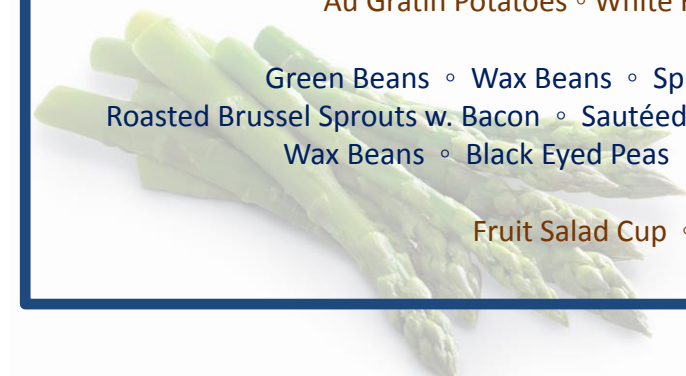 Au Gratin Potatoes ◦ White
Green Beans ◦ Wax Beans ◦ Sp
Roasted Brussel Sprouts w. Bacon ◦ Sautéed
Wax Beans ◦ Black Eyed Peas
Fruit Salad Cup ◦